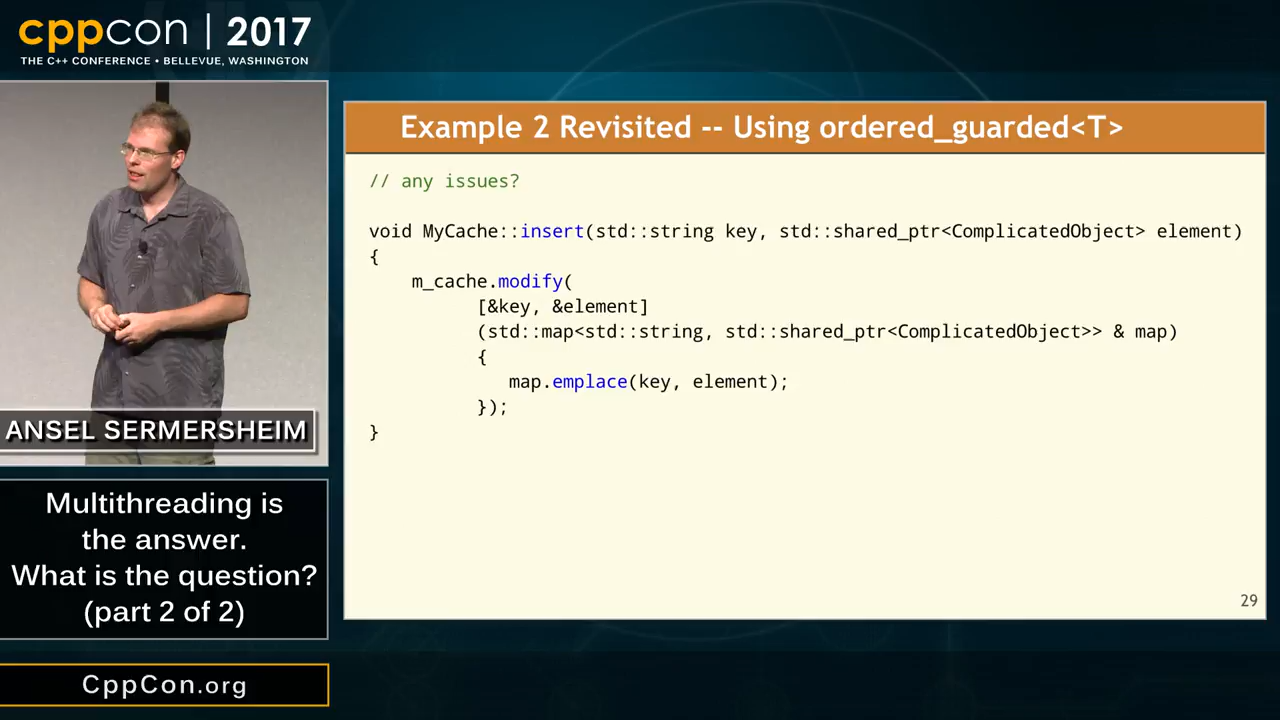 cppcon | 2017
THE C++ CONFERENCE • BELLEVUE, WASHINGTON
ANSEL SERMERSHEIM
Multithreading is
the answer.
What is the question?
(part 2 of 2)
CppCon.org
Example 2 Revisited -- Using ordered_guarded<T>
// any issues?
void MyCache::insert(std::string key, std::shared_ptr<ComplicatedObject> element)
{
m_cache.modify(
[&key, &element]
(std::map<std::string, std::shared_ptr<ComplicatedObject>> & map)
{
map.emplace(key, element);
});
}
29